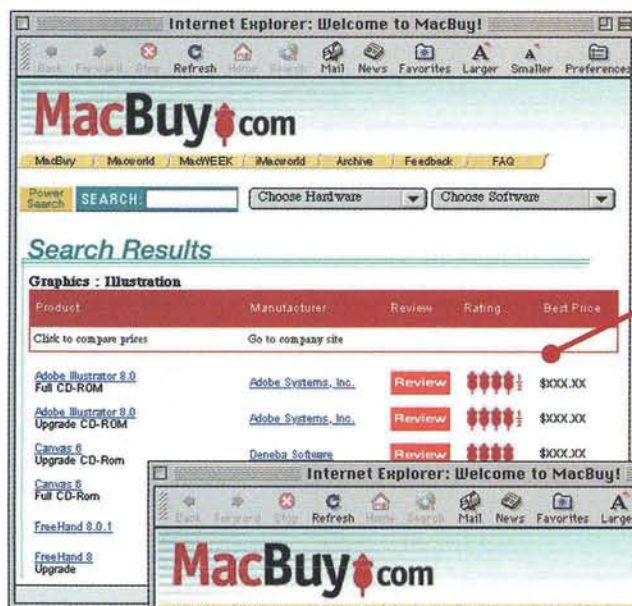 Internet Explorer: Welcome to MacBuy!
Back Forward Stop Refresh Home Search Mail News Favorites Larger Smaller Preferences
MacBuy com
MacBuy Macworld MacWEEK iMacworld Archive Feedback FAQ
Power Search SEARCH: Choose Hardware Choose Software
Search Results
Graphics : Illustration
Product Manufacturer Review Rating Best Price
Click to compare prices Go to company site
Adobe Illustrator 8.0 Adobe Systems, Inc. Review $XXX.XX
Full CD-ROM
Adobe Illustrator 8.0 Adobe Systems, Inc. Review $XXX.XX
Upgrade CD-ROM
Canvas 6 Deneba Software Review $XXX.XX
Upgrade CD-Rom
Canvas 6
Full CD-Rom
FreeHand 8.0.1
FreeHand 8
Upgrade
Internet Explorer: Welcome to MacBuy!
Back Forward Stop Refresh Home Search Mail News Favorites Large
MacBuy com